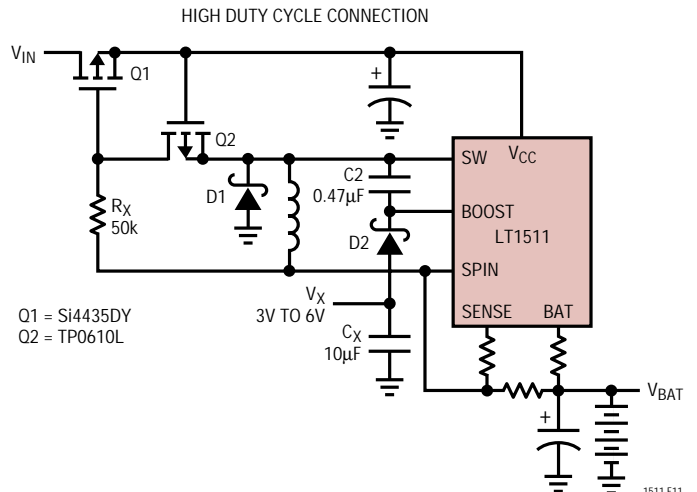 HIGH DUTY CYCLE CONNECTION
VIN
Q1
+
Q2
SW
VCC
C2
0.47µF
D1
RX
50k
BOOST
D2
LT1511
SPIN
VX
3V TO 6V
SENSE
BAT
Q1 = Si4435DY
Q2 = TP0610L
CX
10µF
VBAT
+
1511 F11